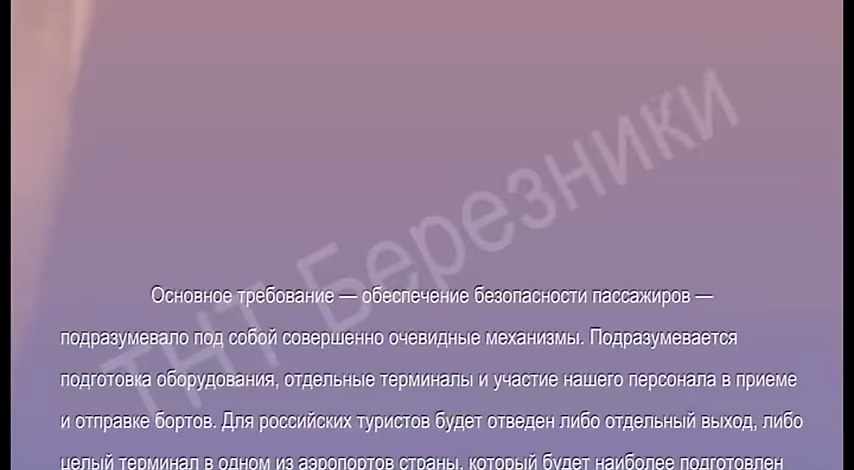 ТНТ Березники
Основное требование — обеспечение безопасности пассажиров —
подразумевало под собой совершенно очевидные механизмы. Подразумевается
подготовка оборудования, отдельные терминалы и участие нашего персонала в приеме
и отправке бортов. Для российских туристов будет отведен либо отдельный выход, либо
целый терминал в одном из аэропортов страны, который будет наиболее подготовлен